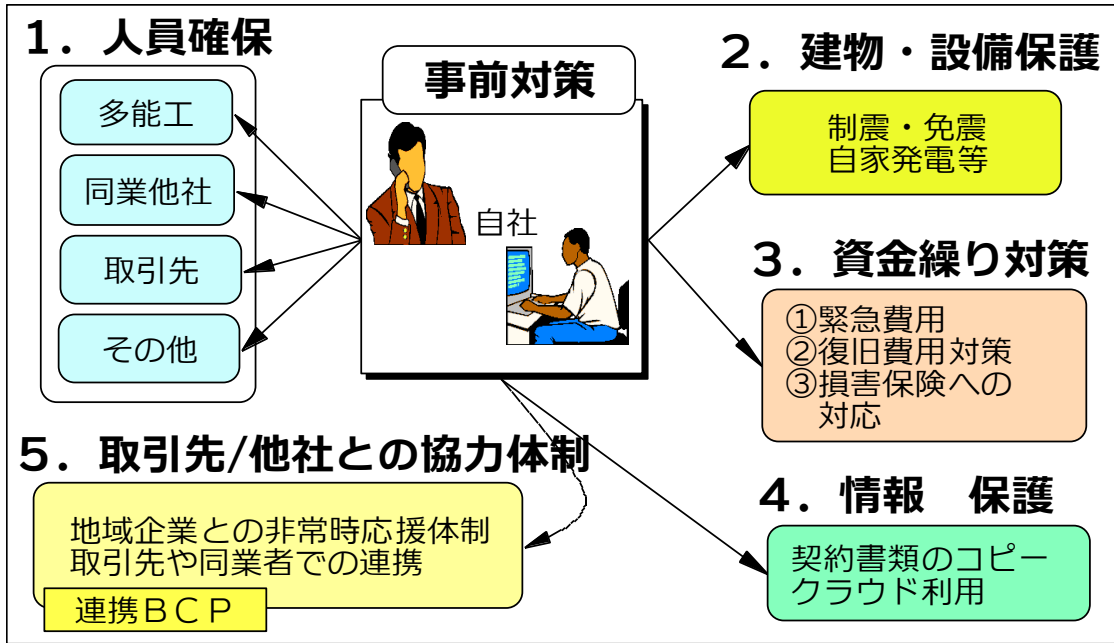 事前対策
自社
１．人員確保
多能工
同業他社
取引先
その他
２．建物・設備保護
制震・免震
自家発電等
３．資金繰り対策
①緊急費用
②復旧費用対策
③損害保険への
対応
４．情報　保護
契約書類のコピー
クラウド利用
５．取引先/他社との協力体制
地域企業との非常時応援体制
取引先や同業者での連携
連携ＢＣＰ